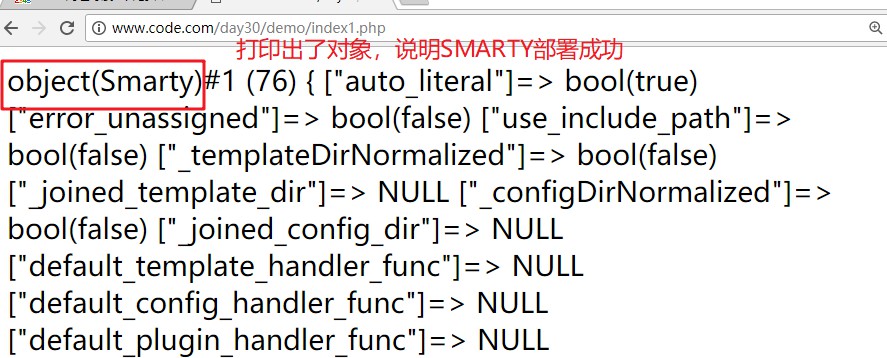 www.code.com/day30/demo/index1.php
打印出了对象，说明SMARTY部署成功
object(Smarty)#1 (76) { ["auto_literal"]=> bool(true)
["error_unassigned"]=> bool(false) ["use_include_path"]=>
bool(false) ["_templateDirNormalized"]=> bool(false)
["_joined_template_dir"]=> NULL ["_configDirNormalized"]=>
bool(false) ["_joined_config_dir"]=> NULL
["default_template_handler_func"]=> NULL
["default_config_handler_func"]=> NULL
["default_plugin_handler_func"]=> NULL